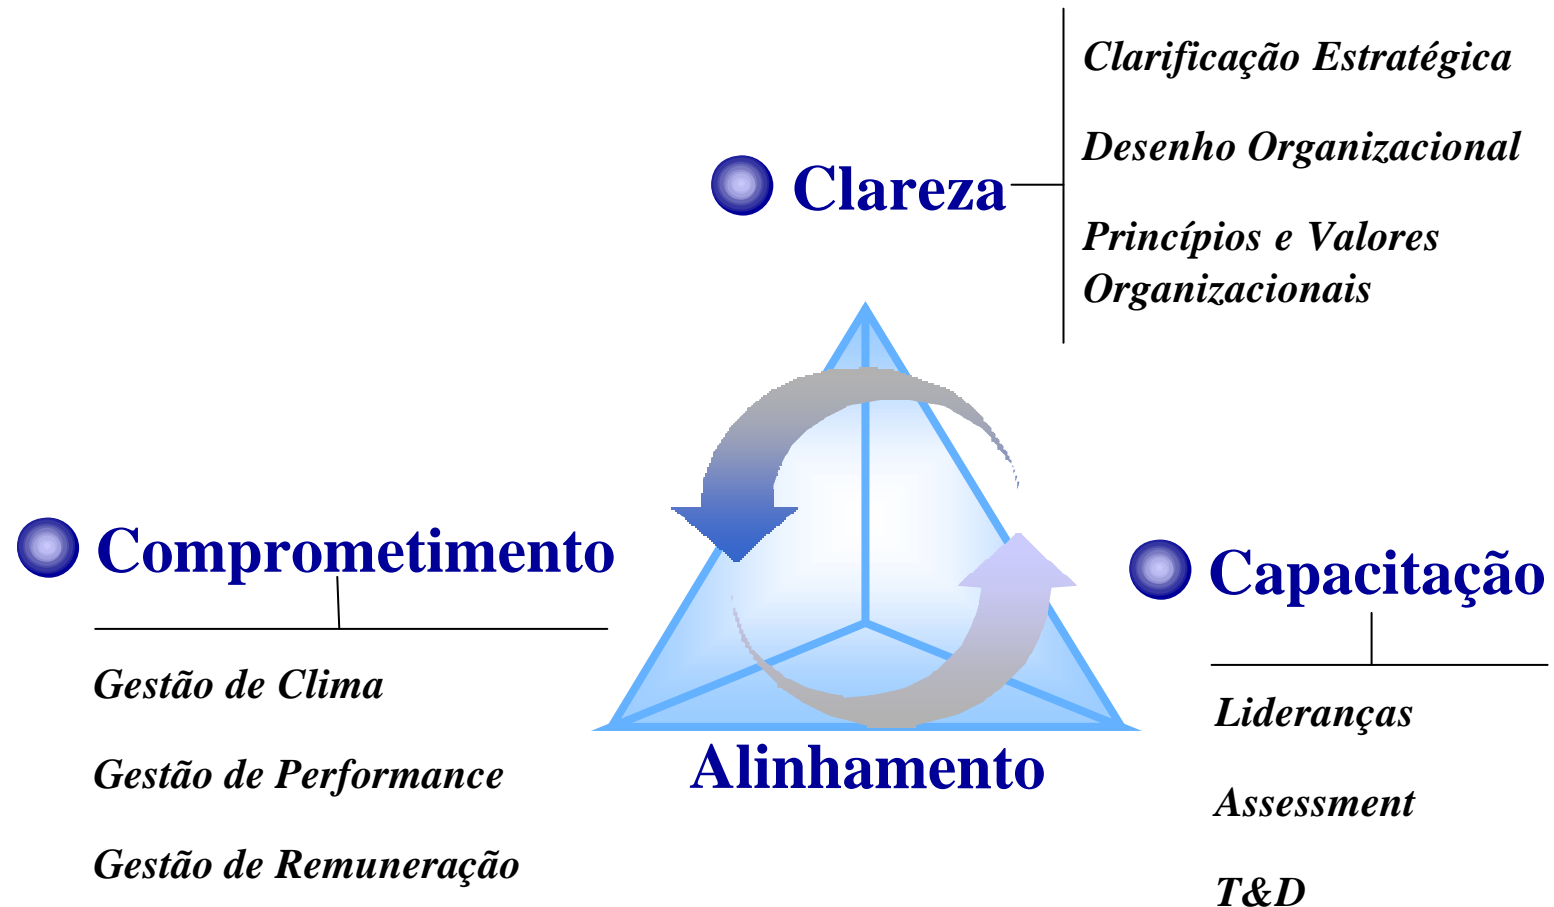 Clareza
Clarificação Estratégica
Desenho Organizacional
Princípios e Valores
Organizacionais
Comprometimento
Gestão de Clima
Gestão de Performance
Gestão de Remuneração
Alinhamento
Capacitação
Lideranças
Assessment
T&D